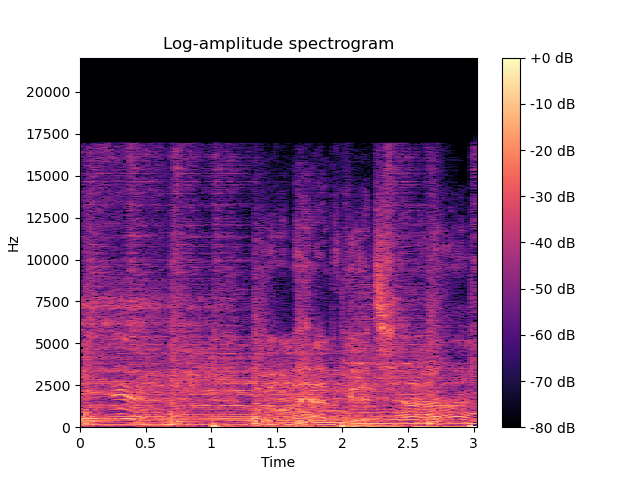 Log-amplitude spectrogram
Hz
20000
17500
15000
12500
10000
7500
5000
2500
0
0 0.5 1 1.5 2 2.5 3
Time
+0 dB
-10 dB
-20 dB
-30 dB
-40 dB
-50 dB
-60 dB
-70 dB
-80 dB